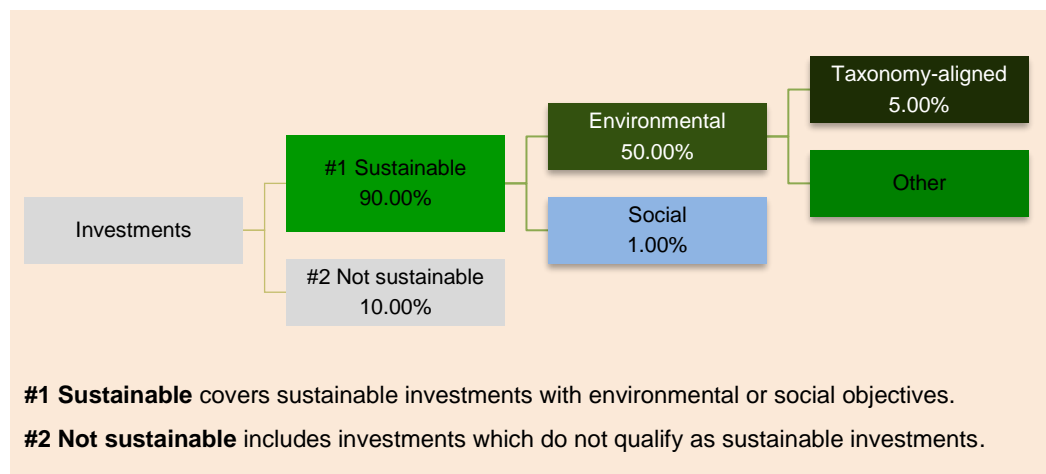 Investments
#1 Sustainable
90.00%
#2 Not sustainable
10.00%
Environmental
50.00%
Social
1.00%
Taxonomy-aligned
5.00%
Other
#1 Sustainable covers sustainable investments with environmental or social objectives.
#2 Not sustainable includes investments which do not qualify as sustainable investments.